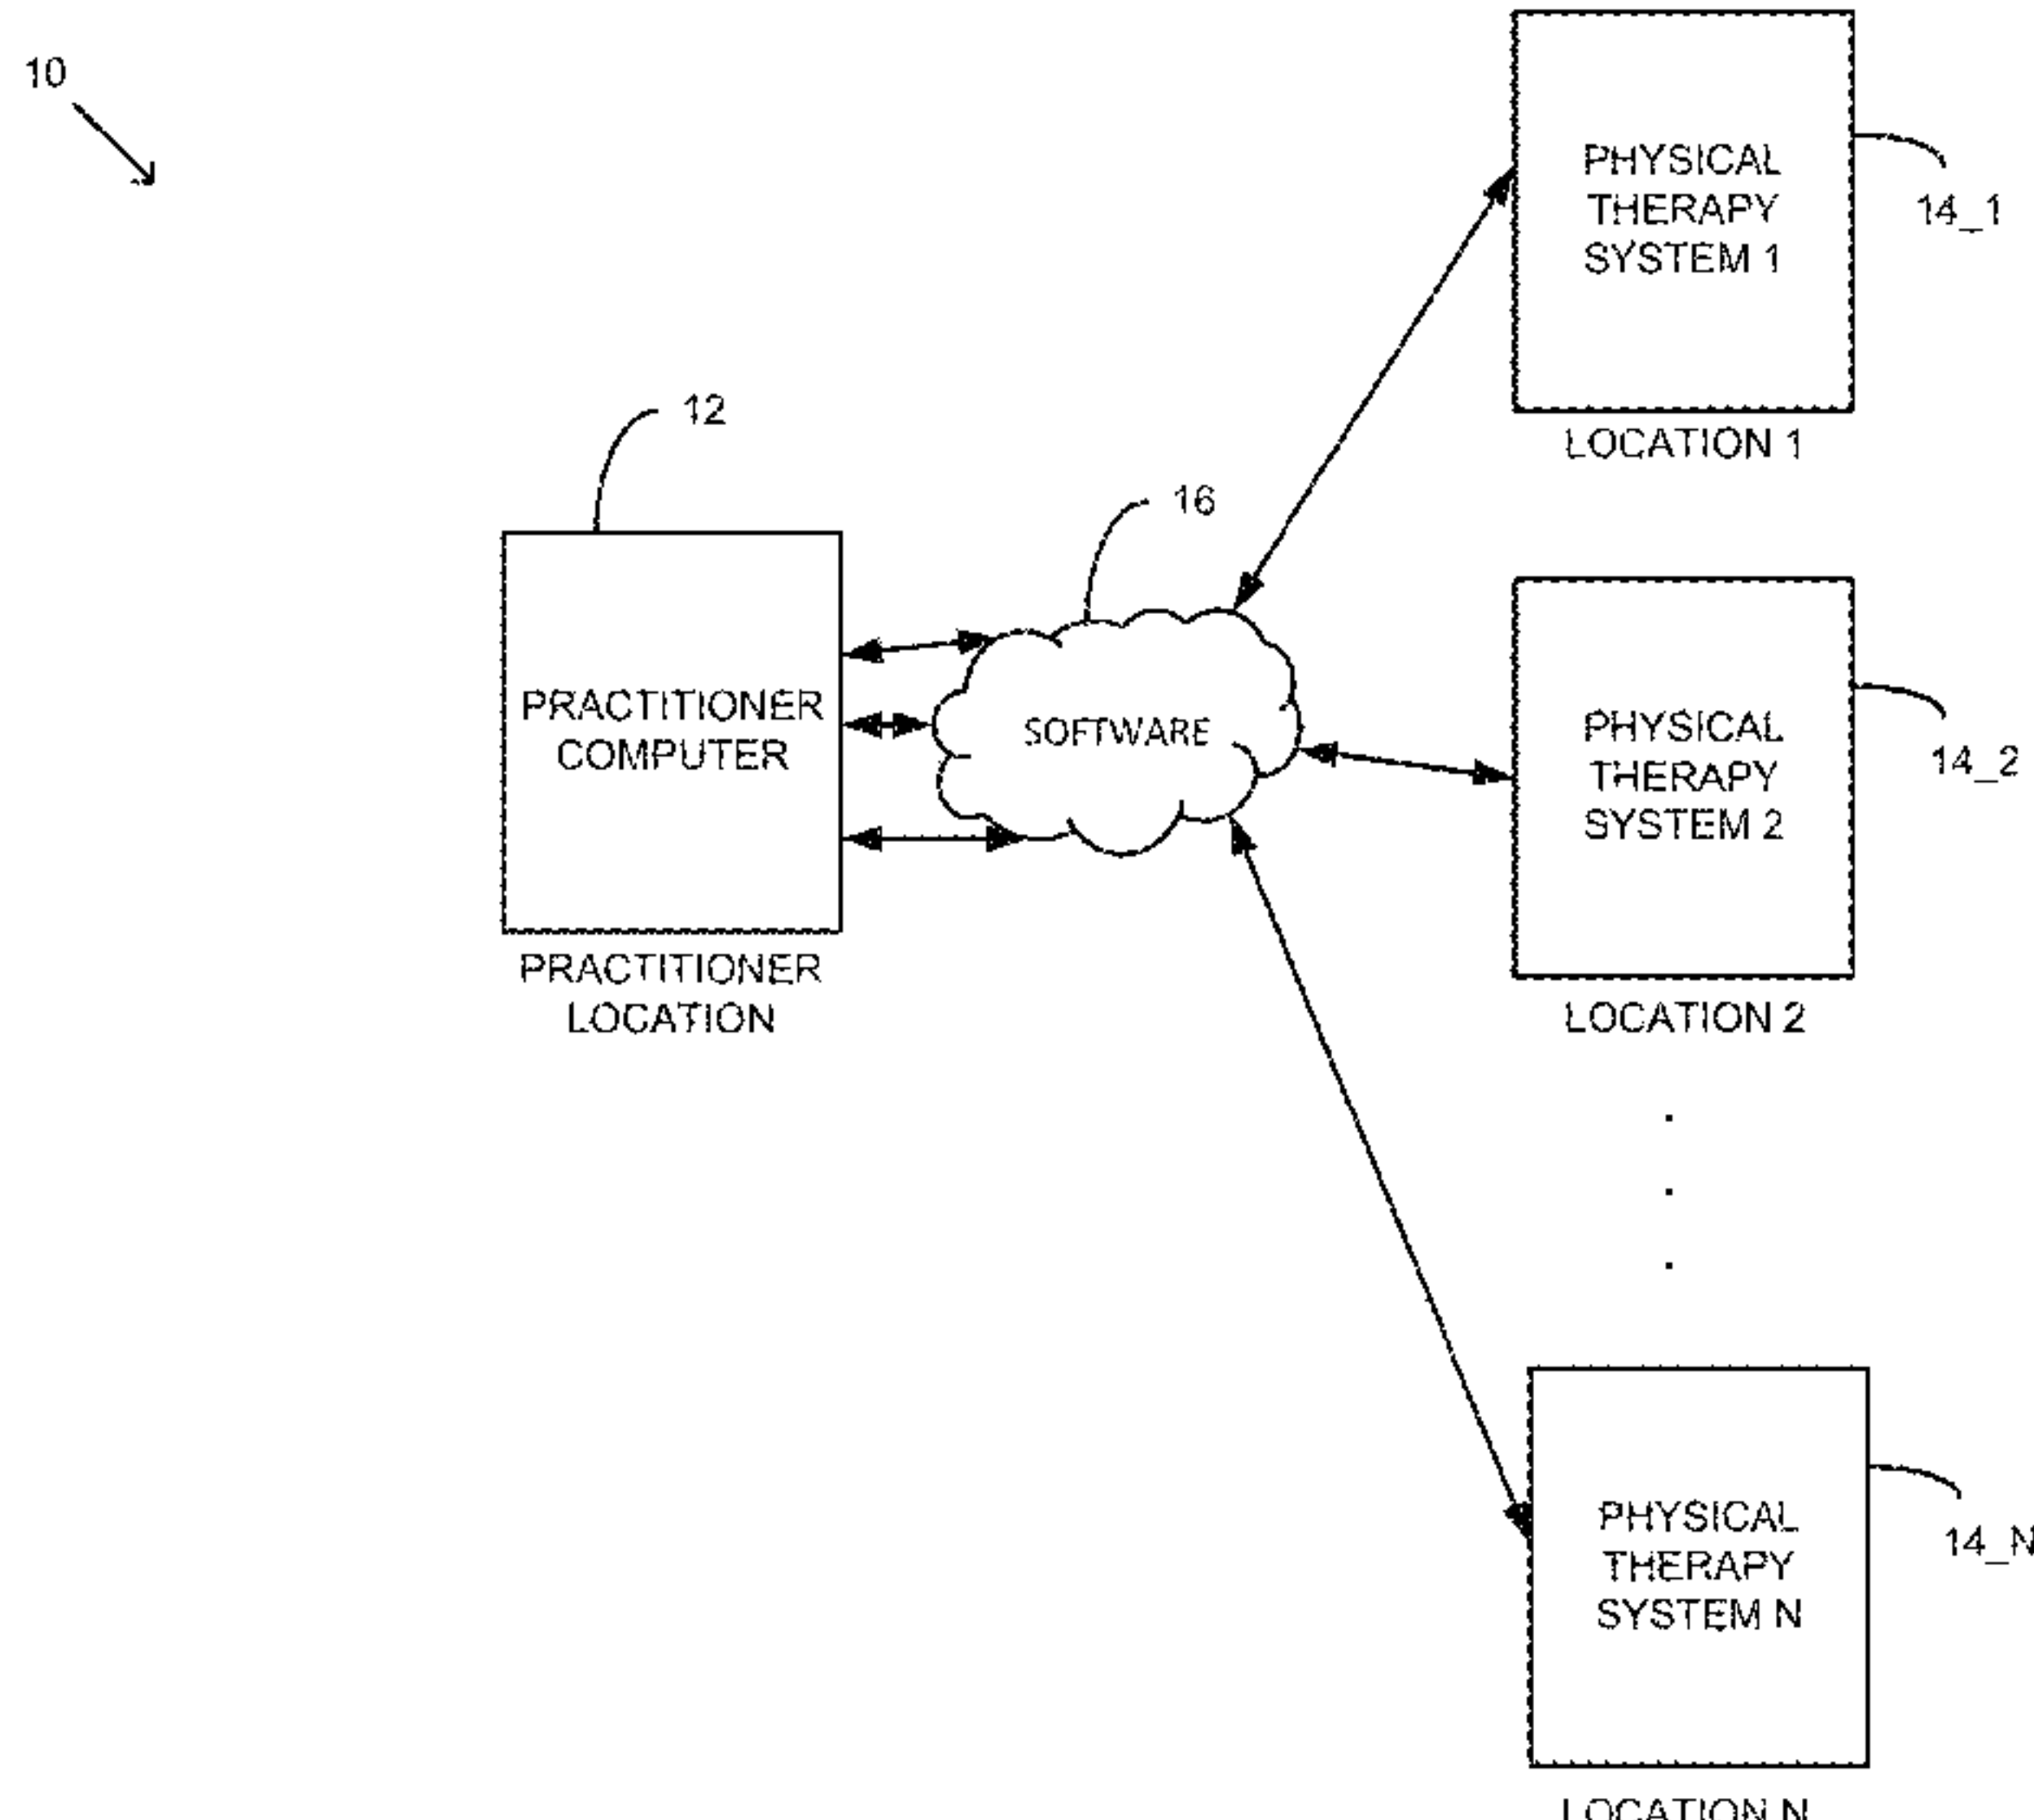 10
PHYSICAL
THERAPY
SYSTEM 1
14_1
LOCATION 1
12
16
PRACTITIONER
COMPUTER
SOFTWARE
PHYSICAL
THERAPY
SYSTEM 2
14_2
PRACTITIONER
LOCATION
LOCATION 2
PHYSICAL
THERAPY
SYSTEM N
14_N
LOCATION N